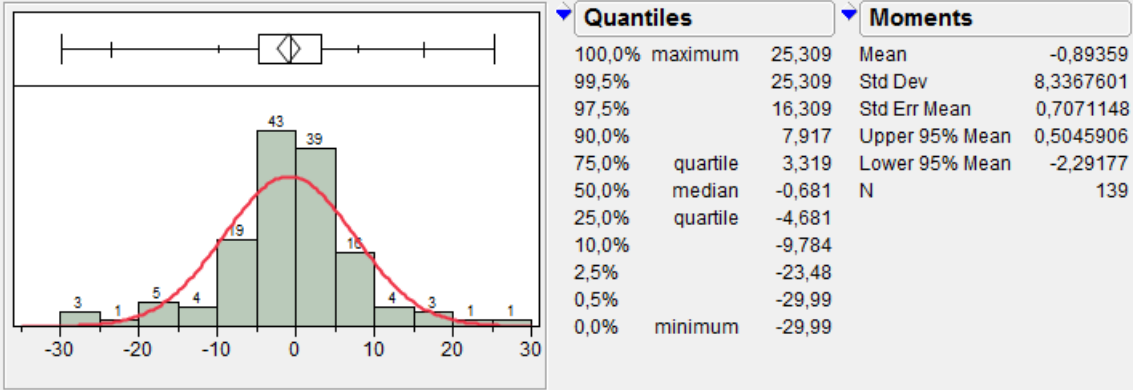 43
39
19
16
3
1
5
4
4
3
1
1
-30
-20
-10
0
10
20
30
Quantiles
100,0% maximum 25,309
99,5% 25,309
97,5% 16,309
90,0% 7,917
75,0% quartile 3,319
50,0% median -0,681
25,0% quartile -4,681
10,0% -9,784
2,5% -23,48
0,5% -29,99
0,0% minimum -29,99
Moments
Mean -0,89359
Std Dev 8,3367601
Std Err Mean 0,7071148
Upper 95% Mean 0,5045906
Lower 95% Mean -2,29177
N 139